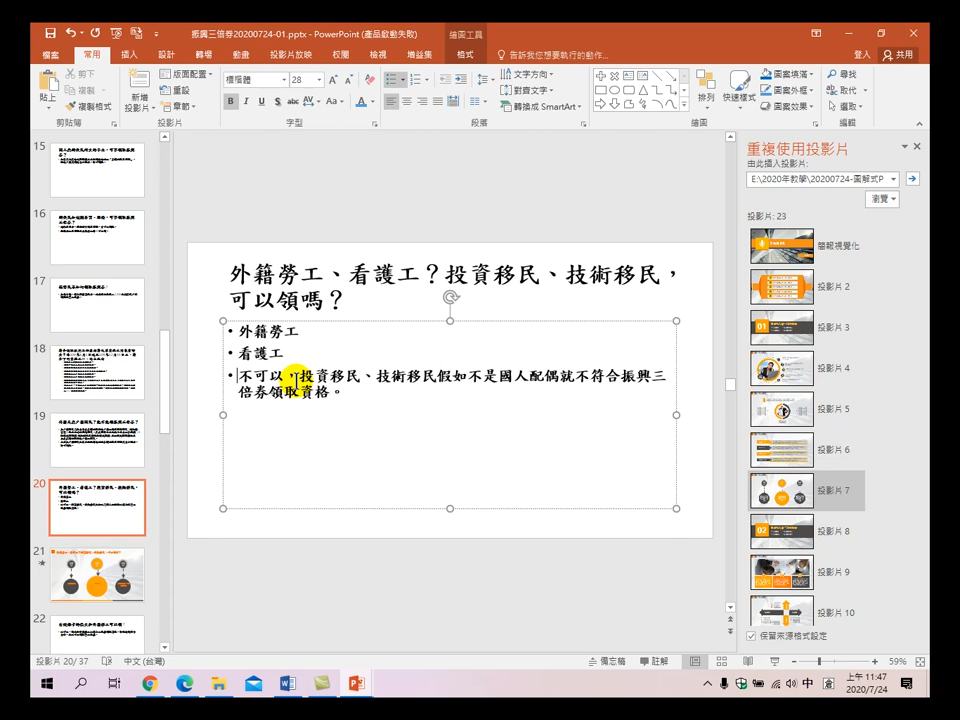 振興三倍券20200724-01.pptx - PowerPoint (產品啟動失敗)
繪圖工具
檔案
常用
插入
設計
轉場
動畫
投影片放映
校閱
檢視
增益集
格式
告訴我您想要執行的動作...
登入
共用
貼上
剪下
複製
複製格式
剪貼簿
新增
投影片
版面配置
重設
章節
投影片
標楷體
28
字型
文字方向
對齊文字
轉換成 SmartArt
段落
排列
快速樣式
圖案填滿
圖案外框
圖案效果
繪圖
尋找
取代
選取
編輯
15
16
17
18
19
20
21
22
外籍勞工、看護工？投資移民、技術移民，
可以領嗎？
• 外籍勞工
• 看護工
• 不可以，投資移民、技術移民假如不是國人配偶就不符合振興三
倍券領取資格。
重複使用投影片
由此插入投影片:
E:\2020年教學\20200724-圖解式P
瀏覽
投影片: 23
簡報視覺化
投影片 2
投影片 3
投影片 4
投影片 5
投影片 6
投影片 7
投影片 8
投影片 9
投影片 10
保留來源格式設定
投影片 20/ 37
中文 (台灣)
備忘稿
註解
59%
中
上午 11:47
2020/7/24